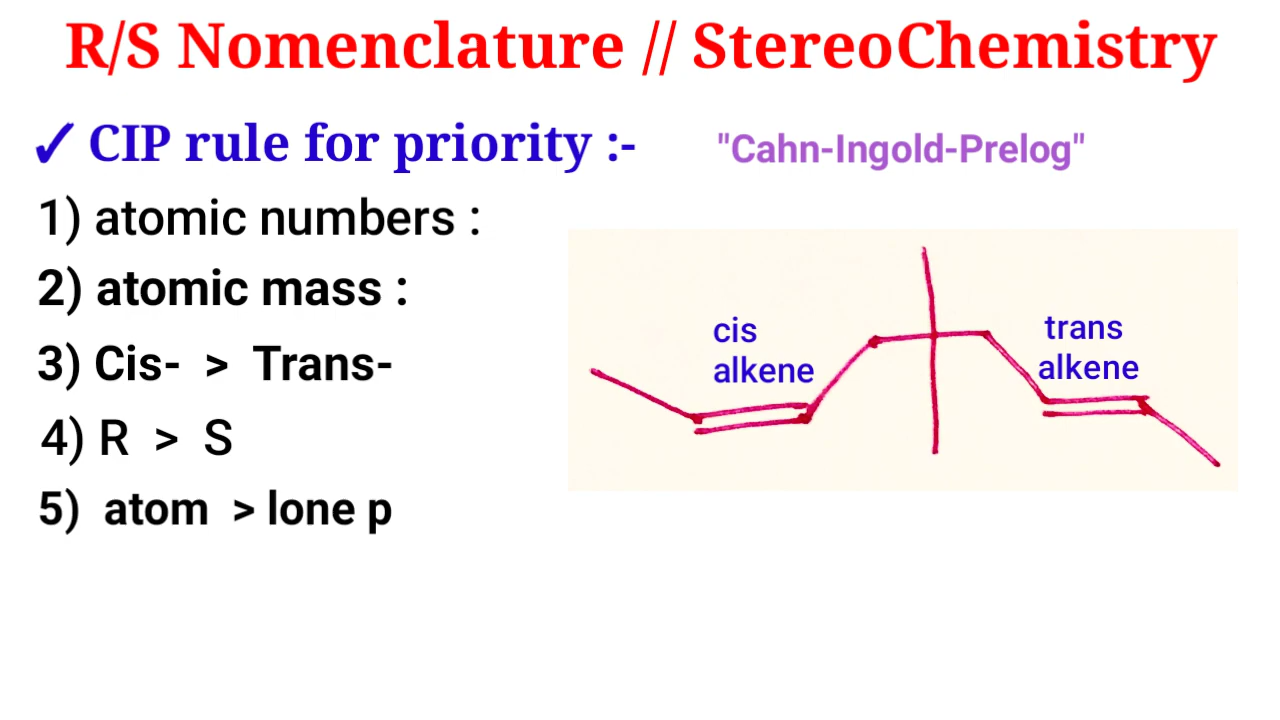 R/S Nomenclature // StereoChemistry
✓ CIP rule for priority :-
"Cahn-Ingold-Prelog"
1) atomic numbers :
2) atomic mass :
3) Cis- > Trans-
4) R > S
5) atom > lone p
cis
alkene
trans
alkene